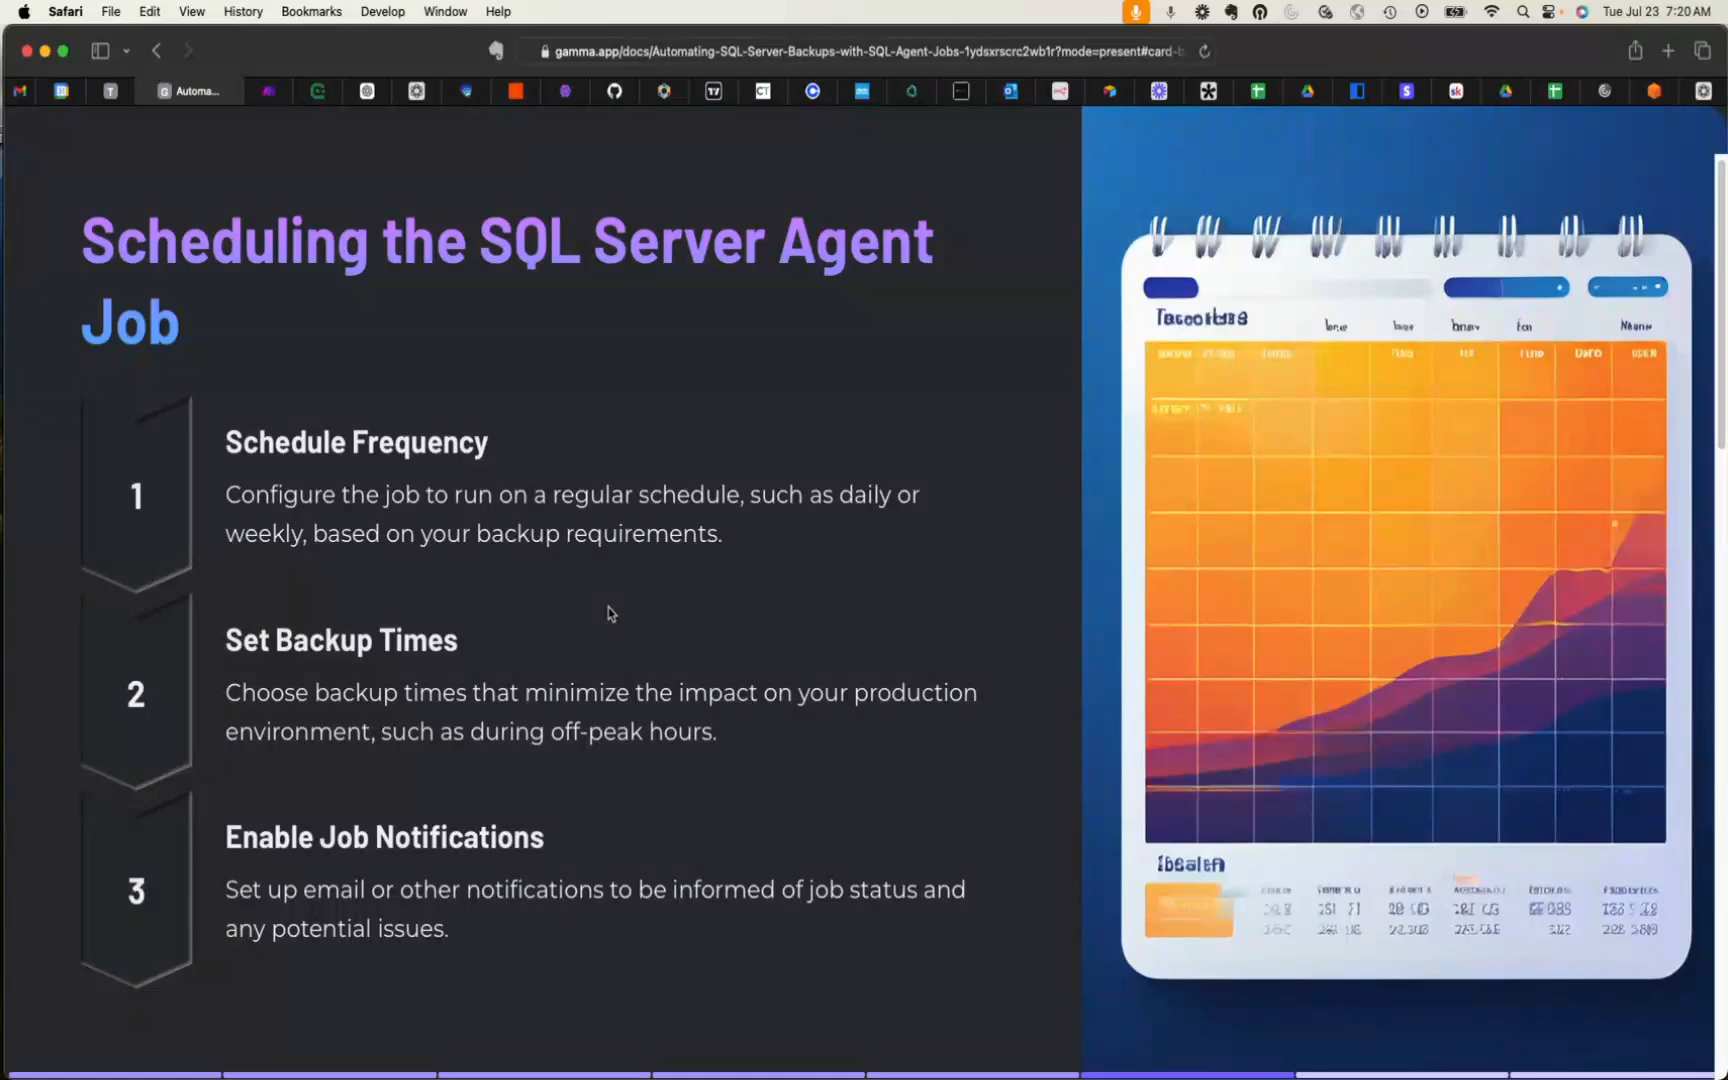 Safari File Edit View History Bookmarks Develop Window Help Tue Jul 23 7:20 AM
gamma.app/docs/Automating-SQL-Server-Backups-with-SQL-Agent-Jobs-1ydsxrscrc2wb1r?mode=present#card-
Automa...
Scheduling the SQL Server Agent
Job
1
Schedule Frequency
Configure the job to run on a regular schedule, such as daily or
weekly, based on your backup requirements.
2
Set Backup Times
Choose backup times that minimize the impact on your production
environment, such as during off-peak hours.
3
Enable Job Notifications
Set up email or other notifications to be informed of job status and
any potential issues.